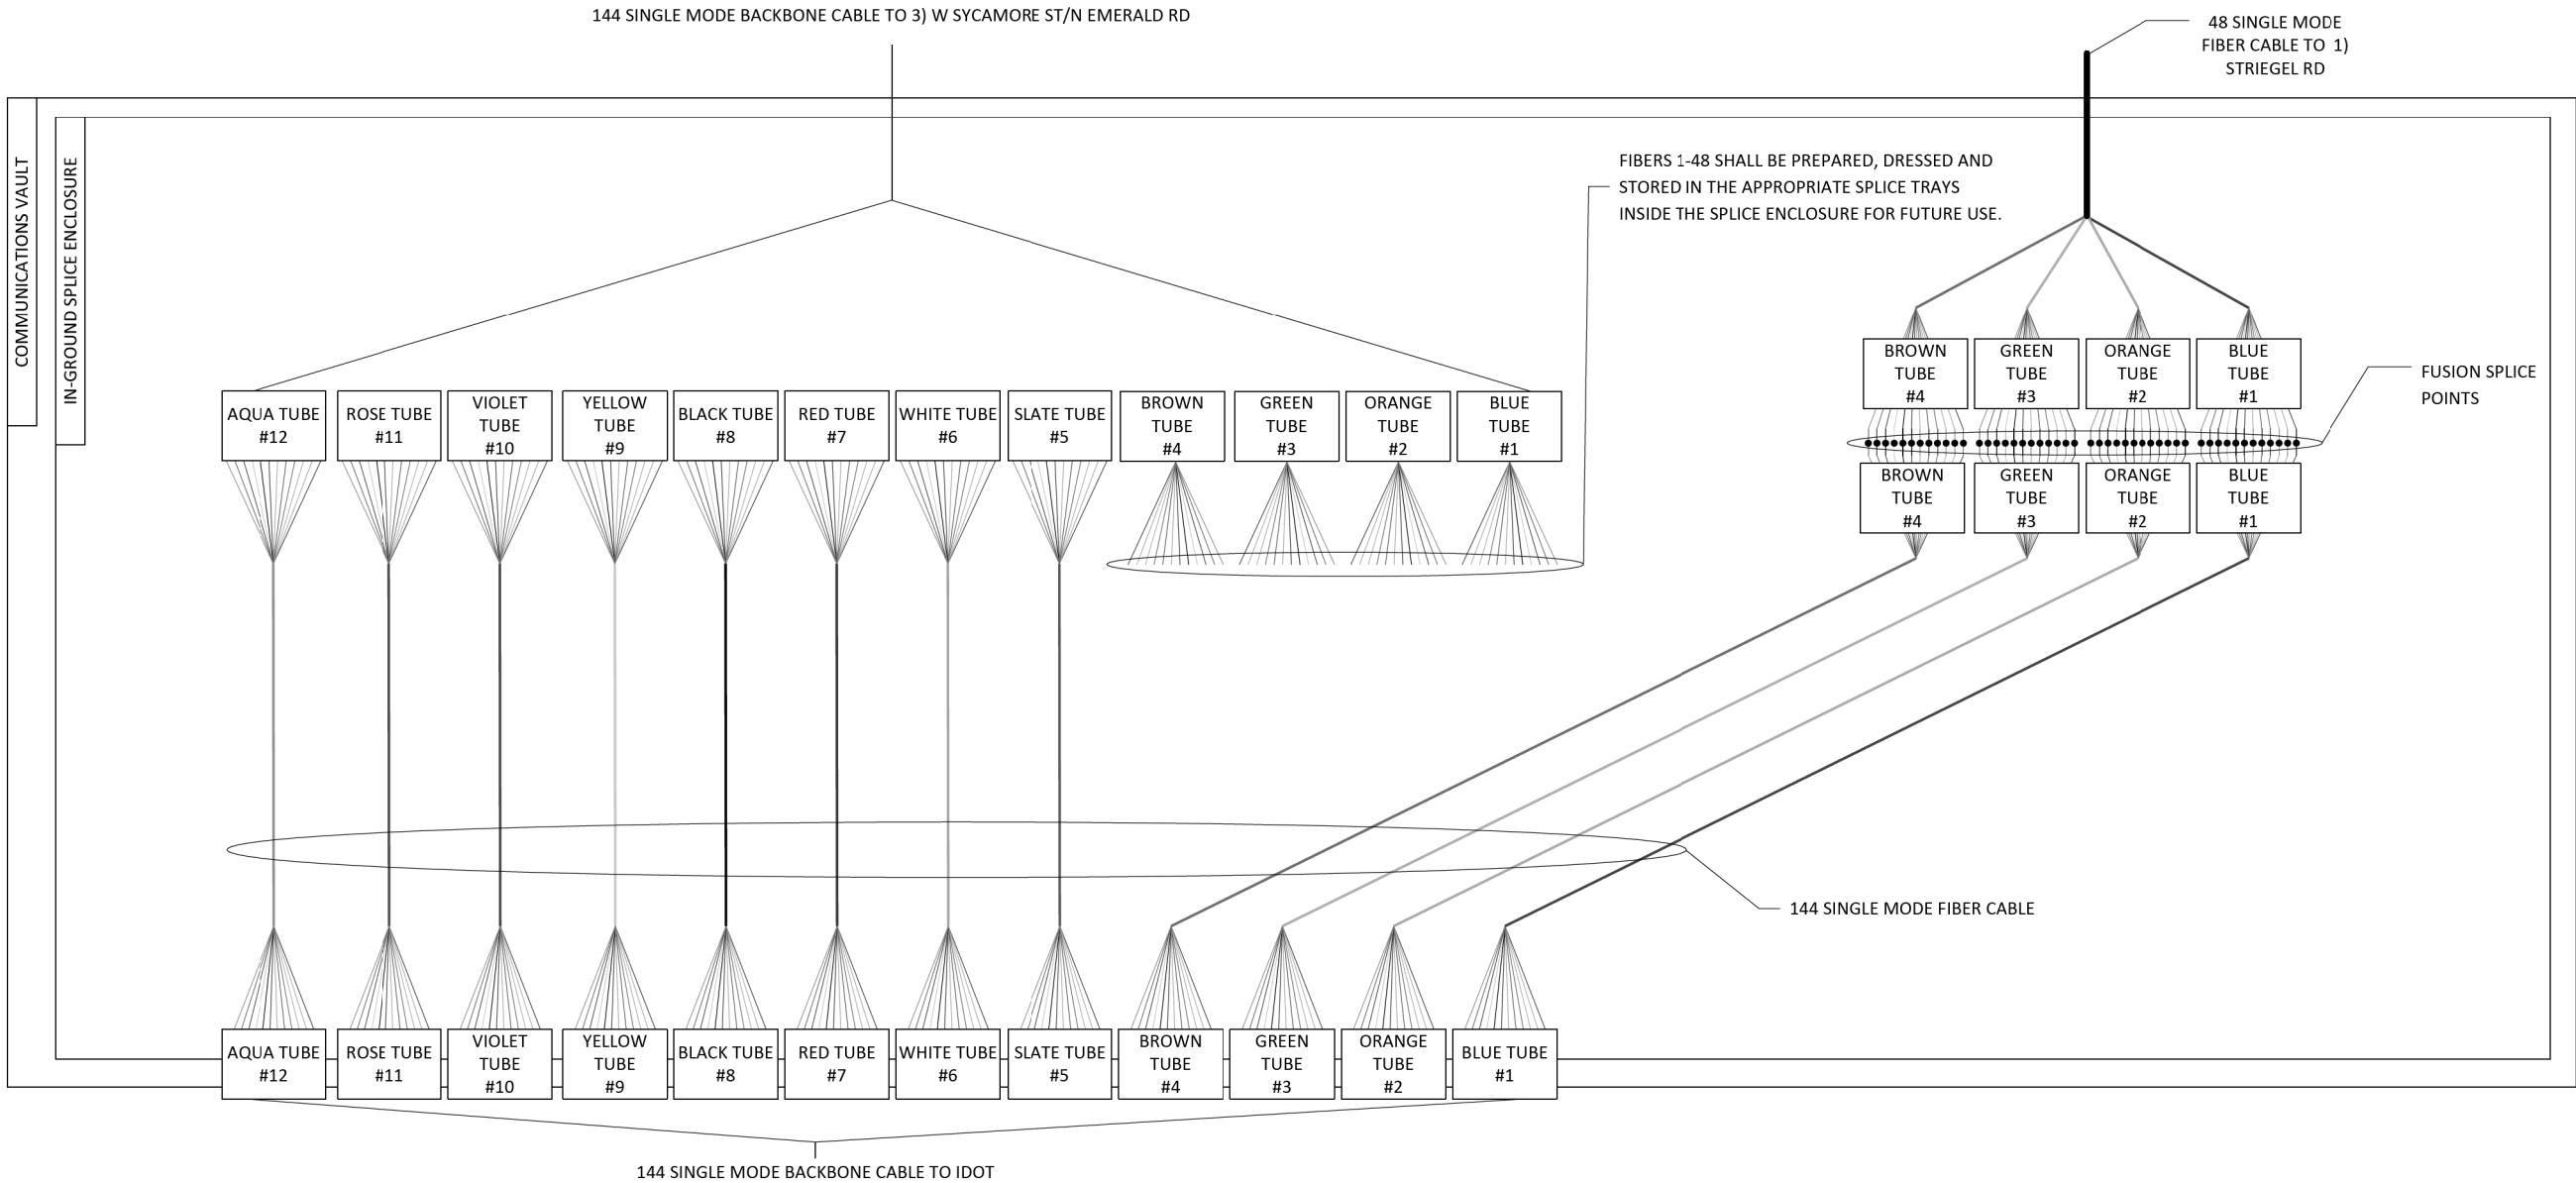 144 SINGLE MODE BACKBONE CABLE TO 3) W SYCAMORE ST/N EMERALD RD
48 SINGLE MODE
FIBER CABLE TO 1)
STRIEGEL RD
COMMUNICATIONS VAULT
IN-GROUND SPLICE ENCLOSURE
FIBERS 1-48 SHALL BE PREPARED, DRESSED AND
STORED IN THE APPROPRIATE SPLICE TRAYS
INSIDE THE SPLICE ENCLOSURE FOR FUTURE USE.
BROWN
TUBE
#4
GREEN
TUBE
#3
ORANGE
TUBE
#2
BLUE
TUBE
#1
FUSION SPLICE
POINTS
AQUA TUBE
#12
ROSE TUBE
#11
VIOLET
TUBE
#10
YELLOW
TUBE
#9
BLACK TUBE
#8
RED TUBE
#7
WHITE TUBE
#6
SLATE TUBE
#5
BROWN
TUBE
#4
GREEN
TUBE
#3
ORANGE
TUBE
#2
BLUE
TUBE
#1
BROWN
TUBE
#4
GREEN
TUBE
#3
ORANGE
TUBE
#2
BLUE
TUBE
#1
144 SINGLE MODE FIBER CABLE
AQUA TUBE
#12
ROSE TUBE
#11
VIOLET
TUBE
#10
YELLOW
TUBE
#9
BLACK TUBE
#8
RED TUBE
#7
WHITE TUBE
#6
SLATE TUBE
#5
BROWN
TUBE
#4
GREEN
TUBE
#3
ORANGE
TUBE
#2
BLUE TUBE
#1
144 SINGLE MODE BACKBONE CABLE TO IDOT